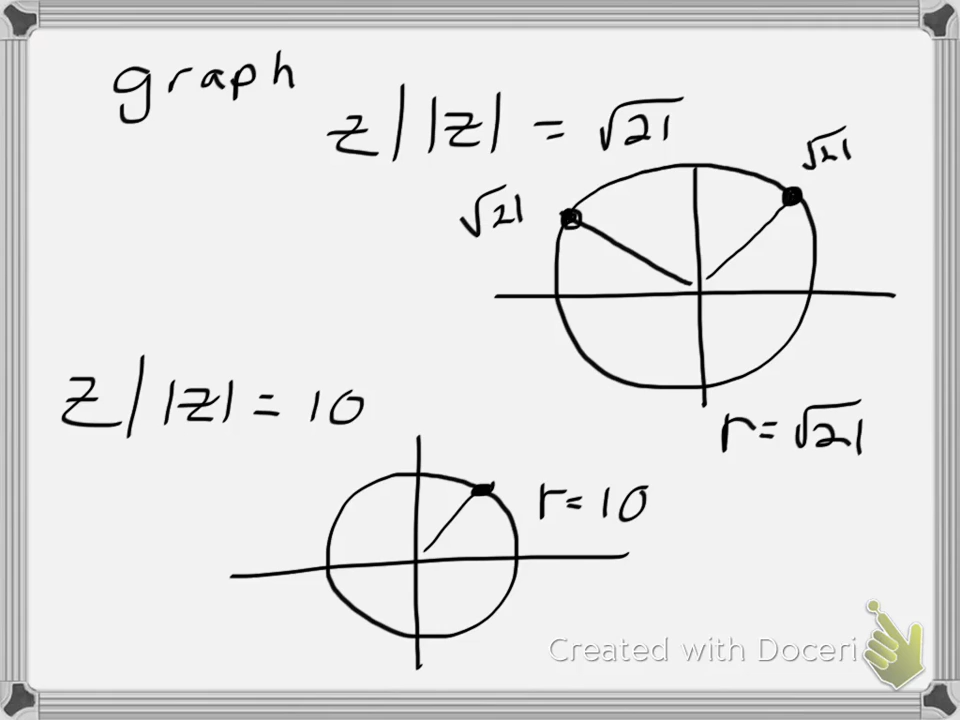 graph
z | |z| = √21
√21
√21
r = √21
z | |z| = 10
r = 10
Created with Doceri